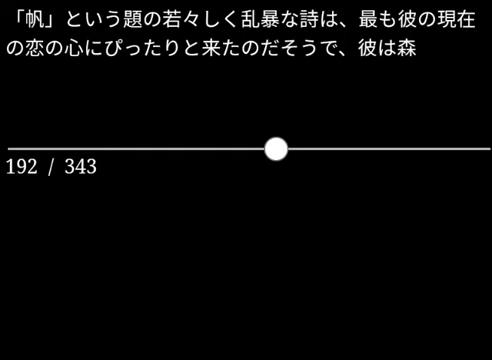 「帆」という題の若々しく乱暴な詩は、最も彼の現在
の恋の心にぴったりと来たのだそうで、彼は森
192 / 343